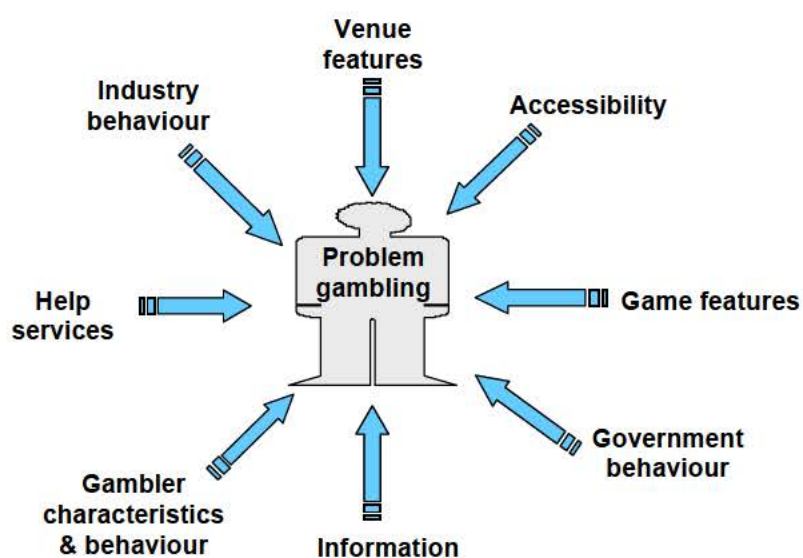 Venue
features
Industry
behaviour
Accessibility
Problem
gambling
Help
services
Game features
Government
behaviour
Gambler
characteristics
& behaviour
Information